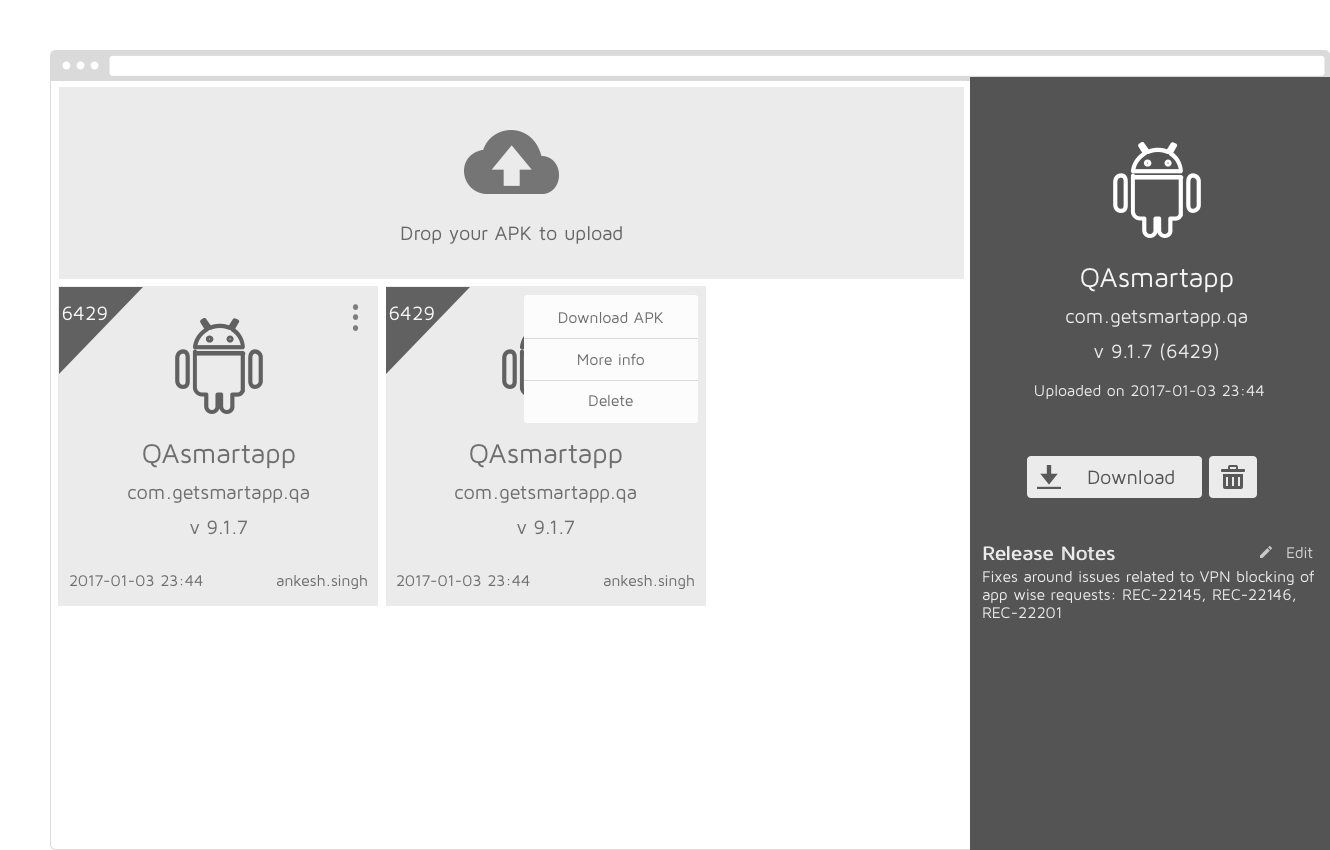 Drop your APK to upload
6429
QAsmartapp
com.getsmartapp.qa
v 9.1.7
2017-01-03 23:44 ankesh.singh
6429
Download APK
More info
Delete
QAsmartapp
com.getsmartapp.qa
v 9.1.7
2017-01-03 23:44 ankesh.singh
QAsmartapp
com.getsmartapp.qa
v 9.1.7 (6429)
Uploaded on 2017-01-03 23:44
Download
Release Notes Edit
Fixes around issues related to VPN blocking of
app wise requests: REC-22145, REC-22146,
REC-22201